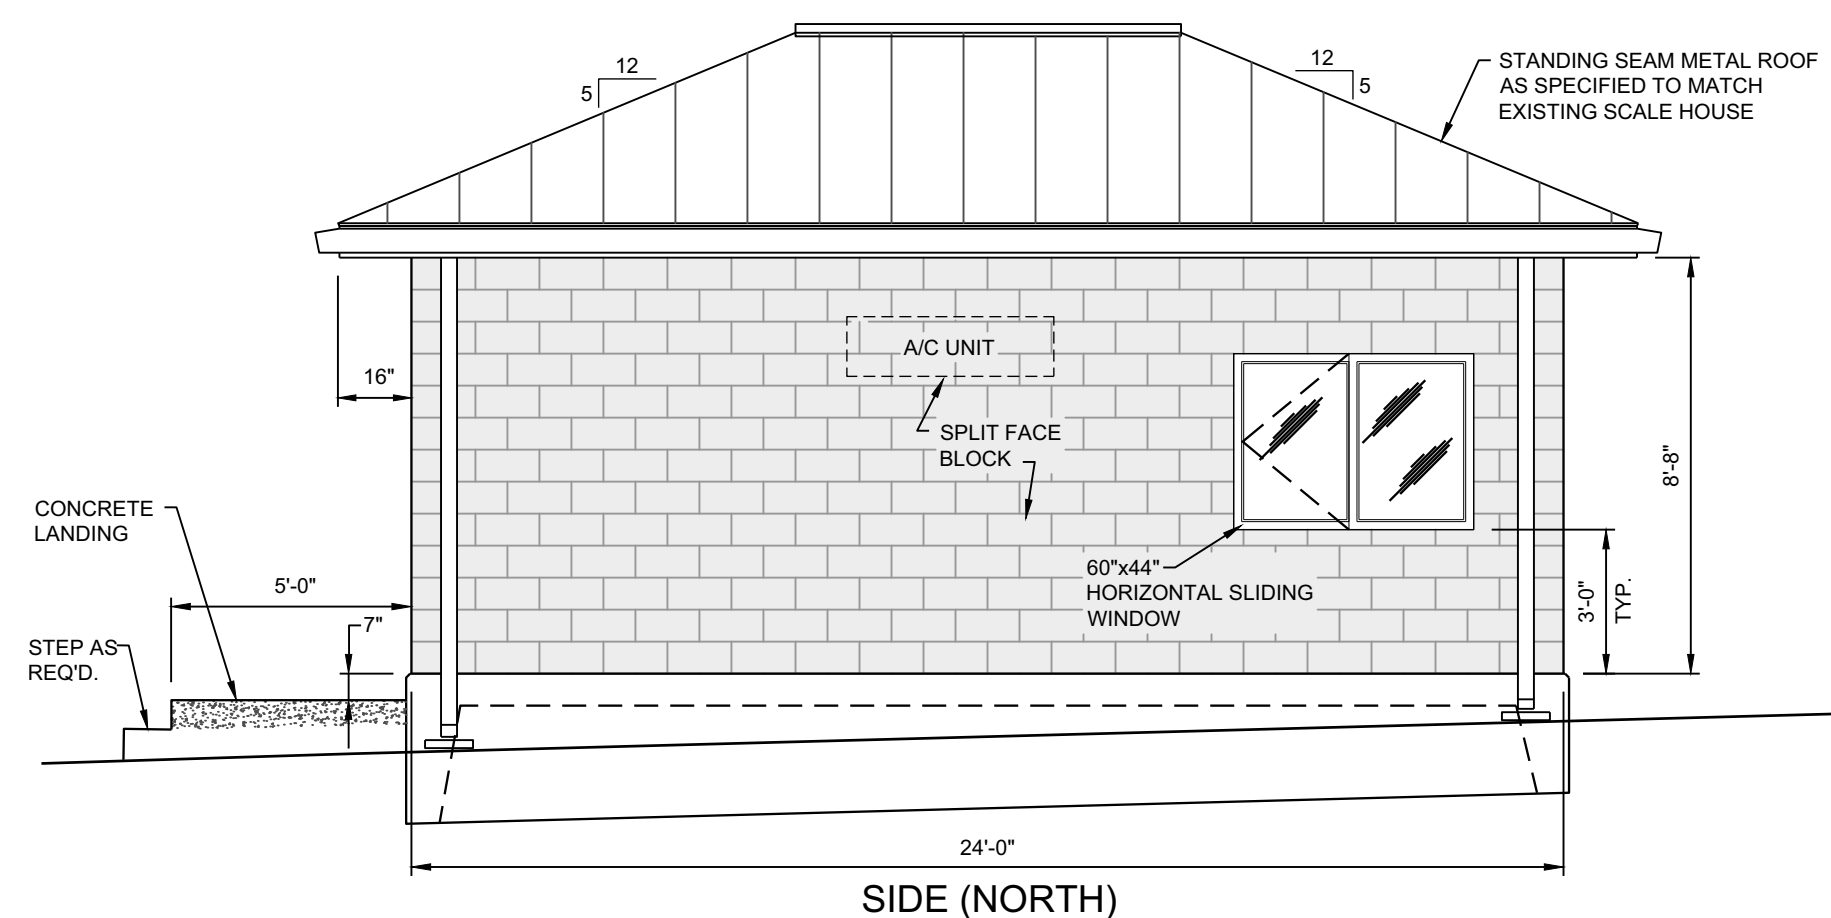 12
5
12
5
STANDING SEAM METAL ROOF
AS SPECIFIED TO MATCH
EXISTING SCALE HOUSE
A/C UNIT
16"
SPLIT FACE
BLOCK
8'-8"
CONCRETE
LANDING
5'-0"
60"x44"
HORIZONTAL SLIDING
WINDOW
3'-0"
TYP.
7"
STEP AS
REQ'D.
24'-0"
SIDE (NORTH)